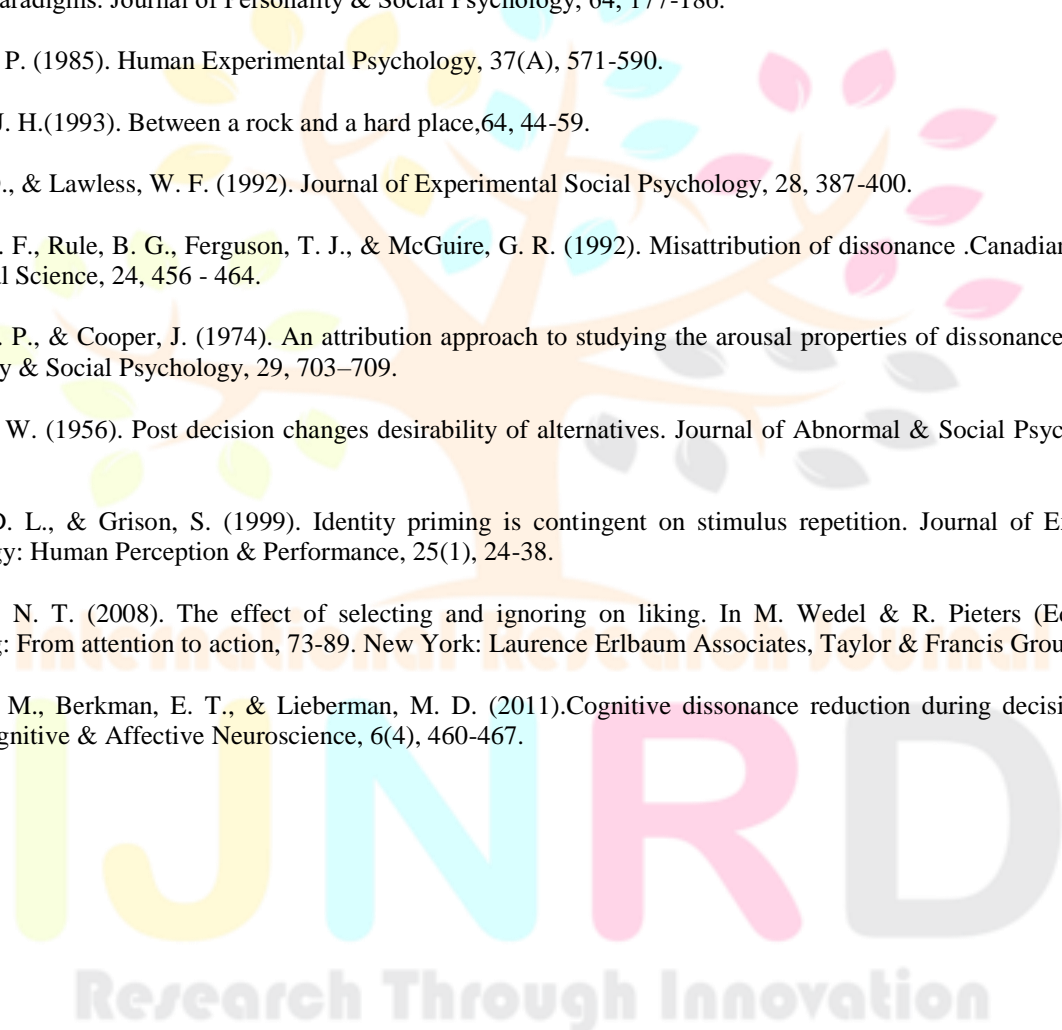 aradigms. Journal of Personality & Social Psychology, 64, 177-186.
P. (1985). Human Experimental Psychology, 37(A), 571-590.
J. H.(1993). Between a rock and a hard place,64, 44-59.
., & Lawless, W. F. (1992). Journal of Experimental Social Psychology, 28, 387-400.
. F., Rule, B. G., Ferguson, T. J., & McGuire, G. R. (1992). Misattribution of dissonance .Canadian
l Science, 24, 456 - 464.
. P., & Cooper, J. (1974). An attribution approach to studying the arousal properties of dissonance
y & Social Psychology, 29, 703–709.
W. (1956). Post decision changes desirability of alternatives. Journal of Abnormal & Social Psyc
D. L., & Grison, S. (1999). Identity priming is contingent on stimulus repetition. Journal of E
gy: Human Perception & Performance, 25(1), 24-38.
N. T. (2008). The effect of selecting and ignoring on liking. In M. Wedel & R. Pieters (E
g: From attention to action, 73-89. New York: Laurence Erlbaum Associates, Taylor & Francis Grou
International Research Journal
M., Berkman, E. T., & Lieberman, M. D. (2011).Cognitive dissonance reduction during decisi
gnitive & Affective Neuroscience, 6(4), 460-467.
IJNRD
Research Through Innovation